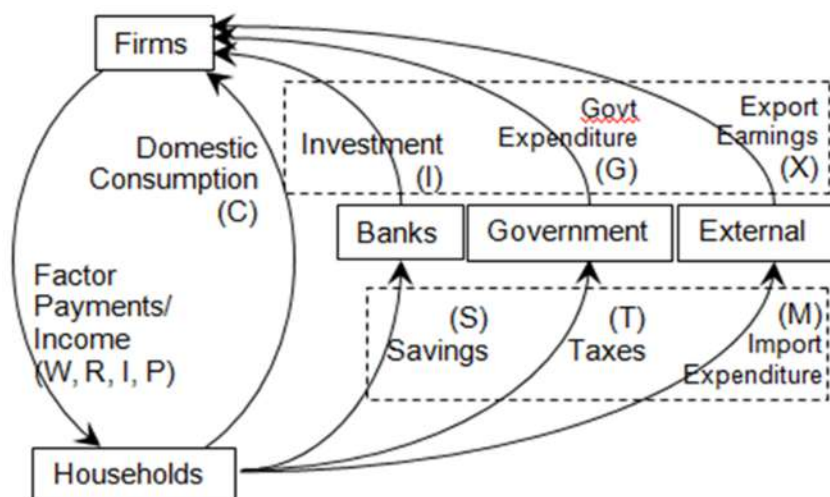 Firms
Domestic
Consumption
(C)
Investment
(I)
Govt
Expenditure
(G)
Export
Earnings
(X)
Banks
Government
External
Factor
Payments/
Income
(W, R, I, P)
(S)
Savings
(T)
Taxes
(M)
Import
Expenditure
Households